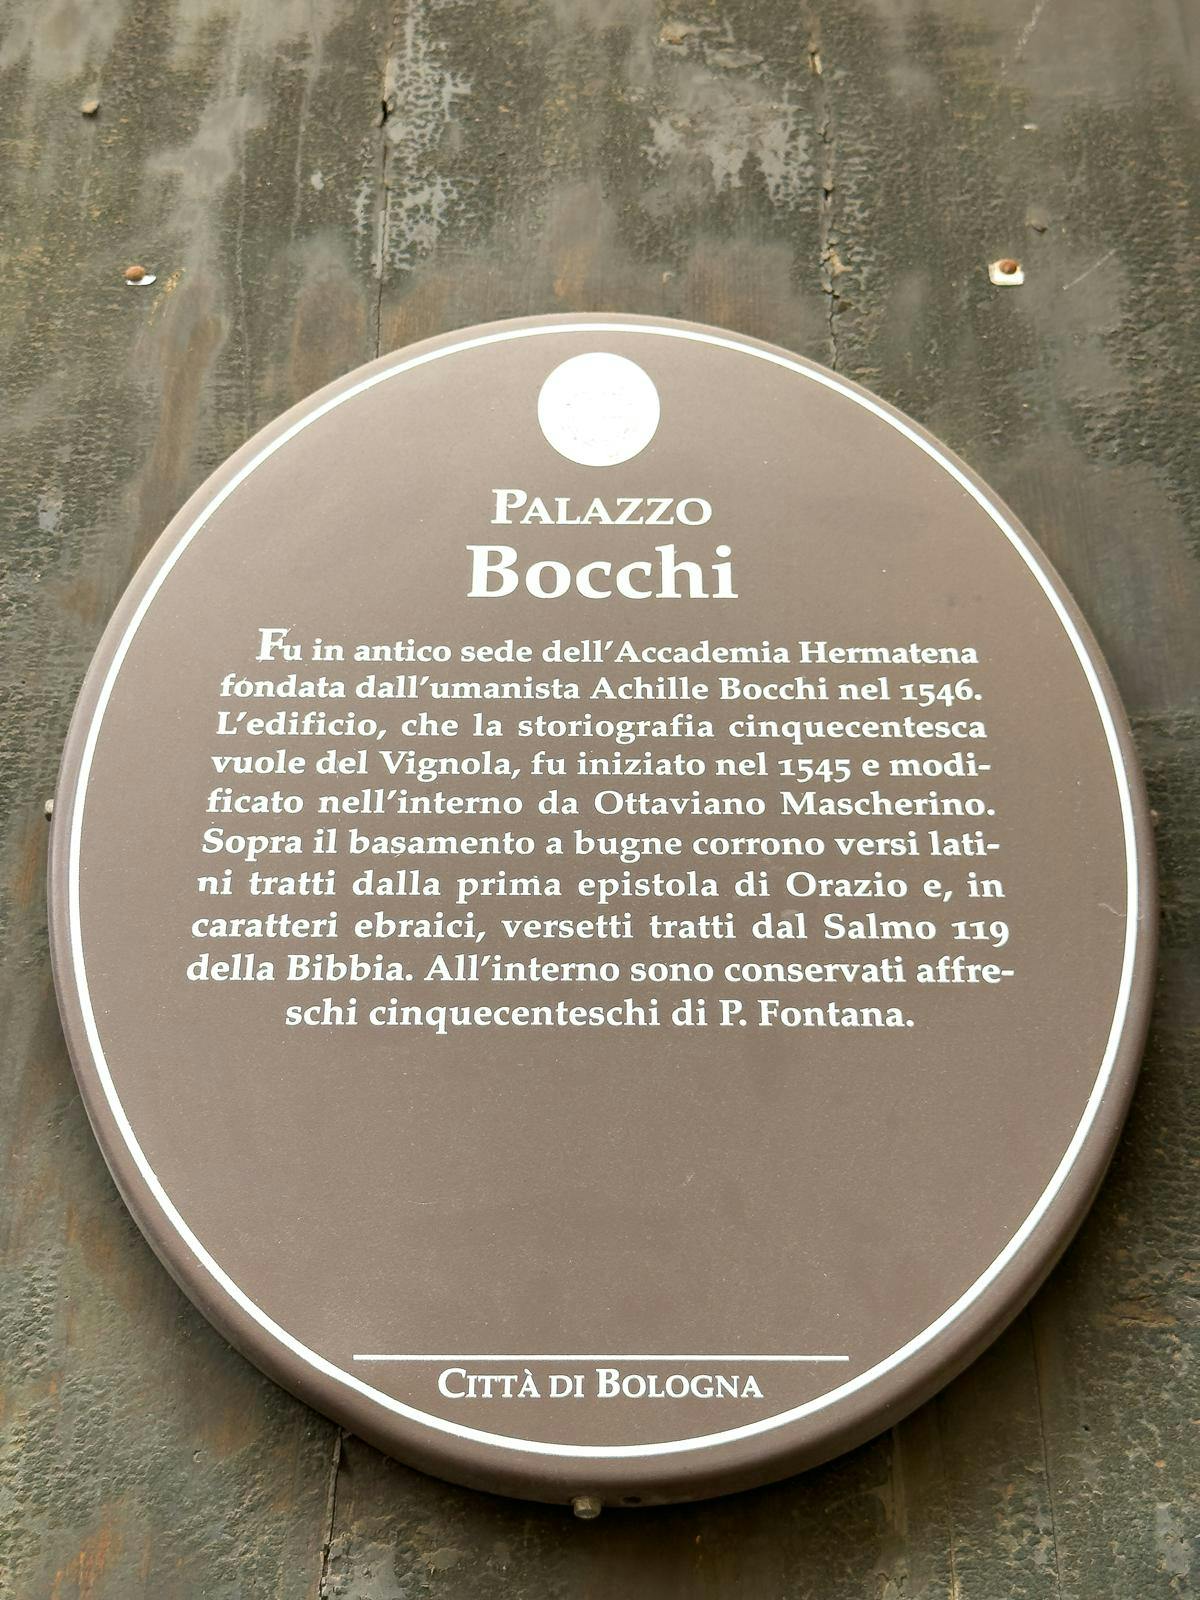 PALAZZO
Bocchi
Fu in antico sede dell'Accademia Hermatena
fondata dall'umanista Achille Bocchi nel 1546.
L'edificio, che la storiografia cinquecentesca
vuole del Vignola, fu iniziato nel 1545 e modi-
ficato nell'interno da Ottaviano Mascherino.
Sopra il basamento a bugne corrono versi lati-
ni tratti dalla prima epistola di Orazio e, in
caratteri ebraici, versetti tratti dal Salmo 119
della Bibbia. All'interno sono conservati affre-
schi cinquecenteschi di P. Fontana.
CITTÀ DI BOLOGNA